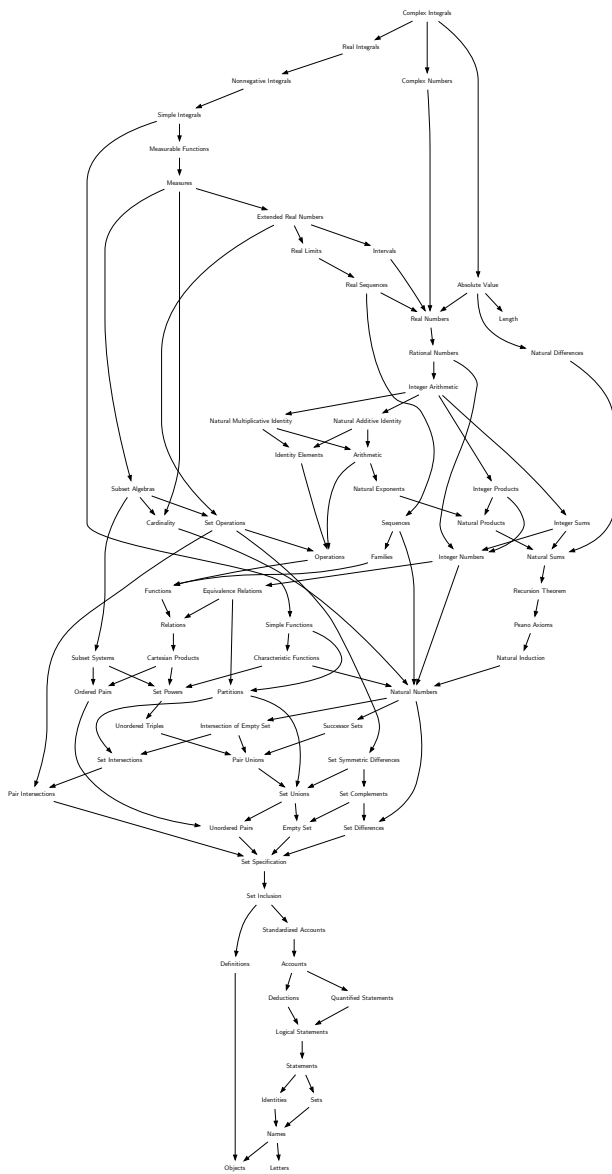 Complex Integrals
Real Integrals
Nonnegative Integrals
Complex Numbers
Simple Integrals
Measurable Functions
Measures
Extended Real Numbers
Real Limits
Intervals
Real Sequences
Absolute Value
Real Numbers
Length
Rational Numbers
Natural Differences
Integer Arithmetic
Natural Multiplicative Identity
Natural Additive Identity
Identity Elements
Arithmetic
Subset Algebras
Natural Exponents
Integer Products
Cardinality
Set Operations
Sequences
Natural Products
Integer Sums
Operations
Families
Integer Numbers
Natural Sums
Functions
Equivalence Relations
Recursion Theorem
Relations
Simple Functions
Peano Axioms
Subset Systems
Cartesian Products
Characteristic Functions
Natural Induction
Ordered Pairs
Set Powers
Partitions
Natural Numbers
Unordered Triples
Intersection of Empty Set
Successor Sets
Set Intersections
Pair Unions
Set Symmetric Differences
Pair Intersections
Set Unions
Set Complements
Unordered Pairs
Empty Set
Set Differences
Set Specification
Set Inclusion
Standardized Accounts
Definitions
Accounts
Deductions
Quantified Statements
Logical Statements
Statements
Identities
Sets
Names
Objects
Letters